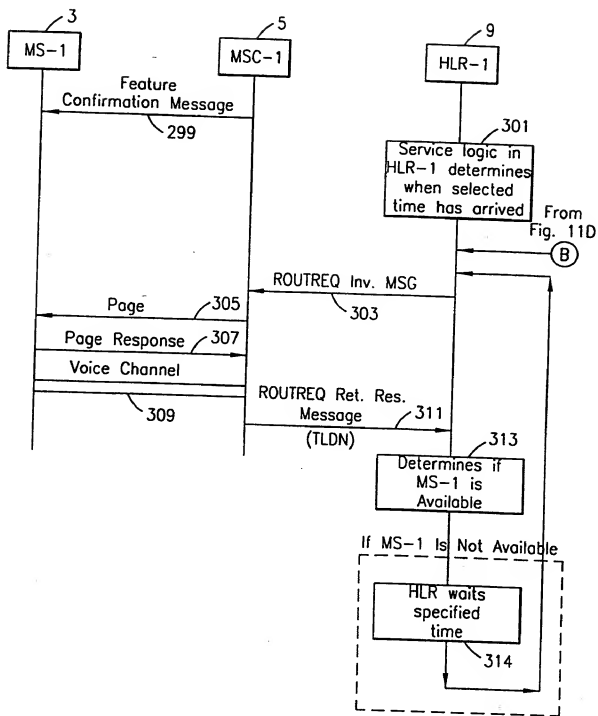 3
5
9
MS-1
MSC-1
HLR-1
Feature
Confirmation Message
299
301
Service logic in
HLR-1 determines
when selected
time has arrived
From
Fig. 11D
B
ROUTREQ Inv. MSG
303
Page
305
Page Response
307
Voice Channel
309
ROUTREQ Ret. Res.
Message
311
(TLDN)
313
Determines if
MS-1 is
Available
If MS-1 Is Not Available
HLR waits
specified
time
314